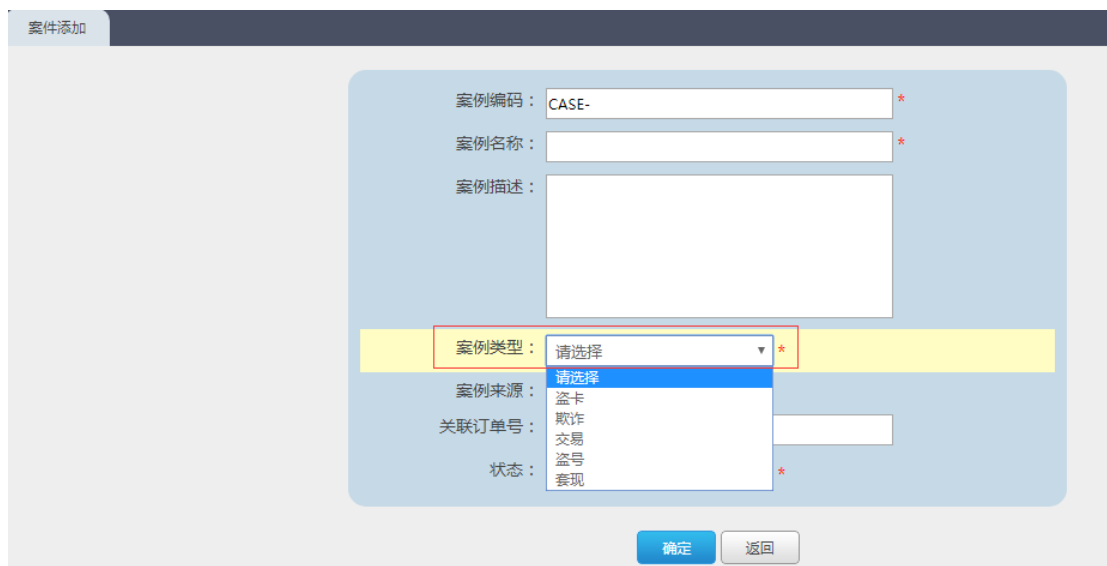 案件添加
案例编码： CASE- *
案例名称： *
案例描述：
案例类型： 请选择 ▼ *
请选择
案例来源： 盗卡
欺诈
关联订单号：
交易
盗号
状态： *
套现
确定 返回